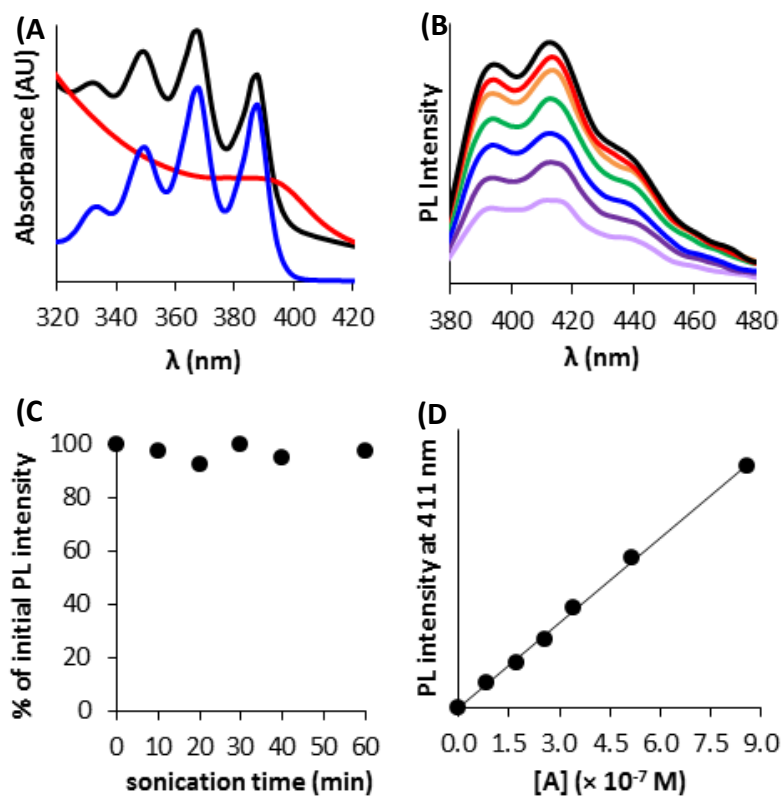 (A)
Absorbance (AU)
320 340 360 380 400 420
λ (nm)
(B)
PL Intensity
380 400 420 440 460 480
λ (nm)
(C)
% of initial PL intensity
100
80
60
40
20
0
0 10 20 30 40 50 60
sonication time (min)
(D)
PL intensity at 411 nm
0.0 1.5 3.0 4.5 6.0 7.5 9.0
[A] (× 10⁻⁷ M)